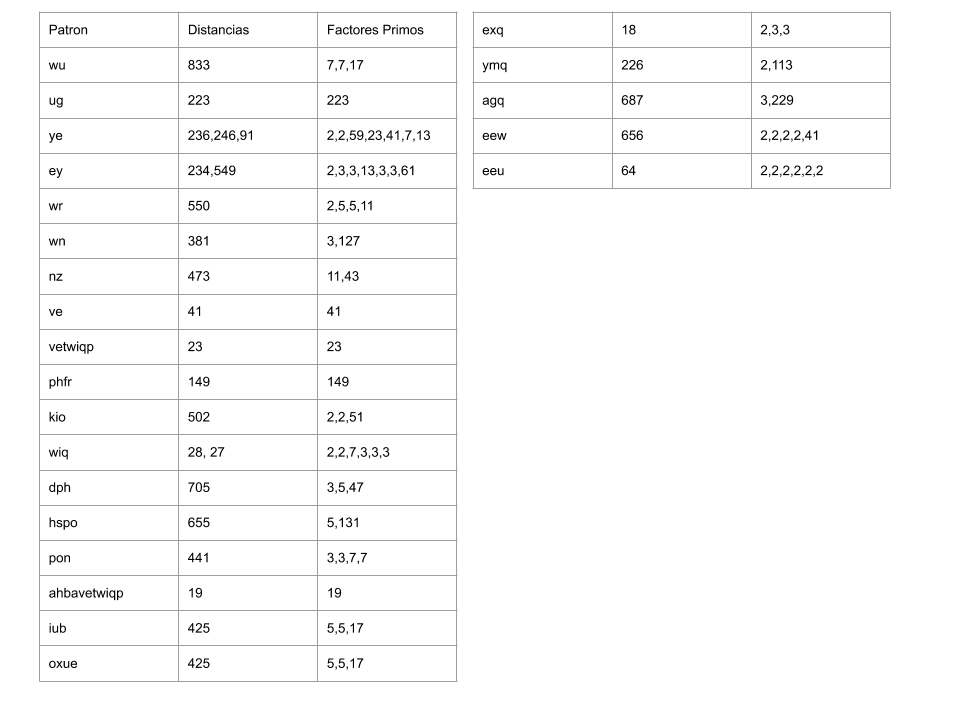 Patron Distancias Factores Primos
wu 833 7,7,17
ug 223 223
ye 236,246,91 2,2,59,23,41,7,13
ey 234,549 2,3,3,13,3,3,61
wr 550 2,5,5,11
wn 381 3,127
nz 473 11,43
ve 41 41
vetwiqp 23 23
phfr 149 149
kio 502 2,2,51
wiq 28, 27 2,2,7,3,3,3
dph 705 3,5,47
hspo 655 5,131
pon 441 3,3,7,7
ahbavetwiqp 19 19
iub 425 5,5,17
oxue 425 5,5,17
exq 18 2,3,3
ymq 226 2,113
agq 687 3,229
eew 656 2,2,2,2,41
eeu 64 2,2,2,2,2,2